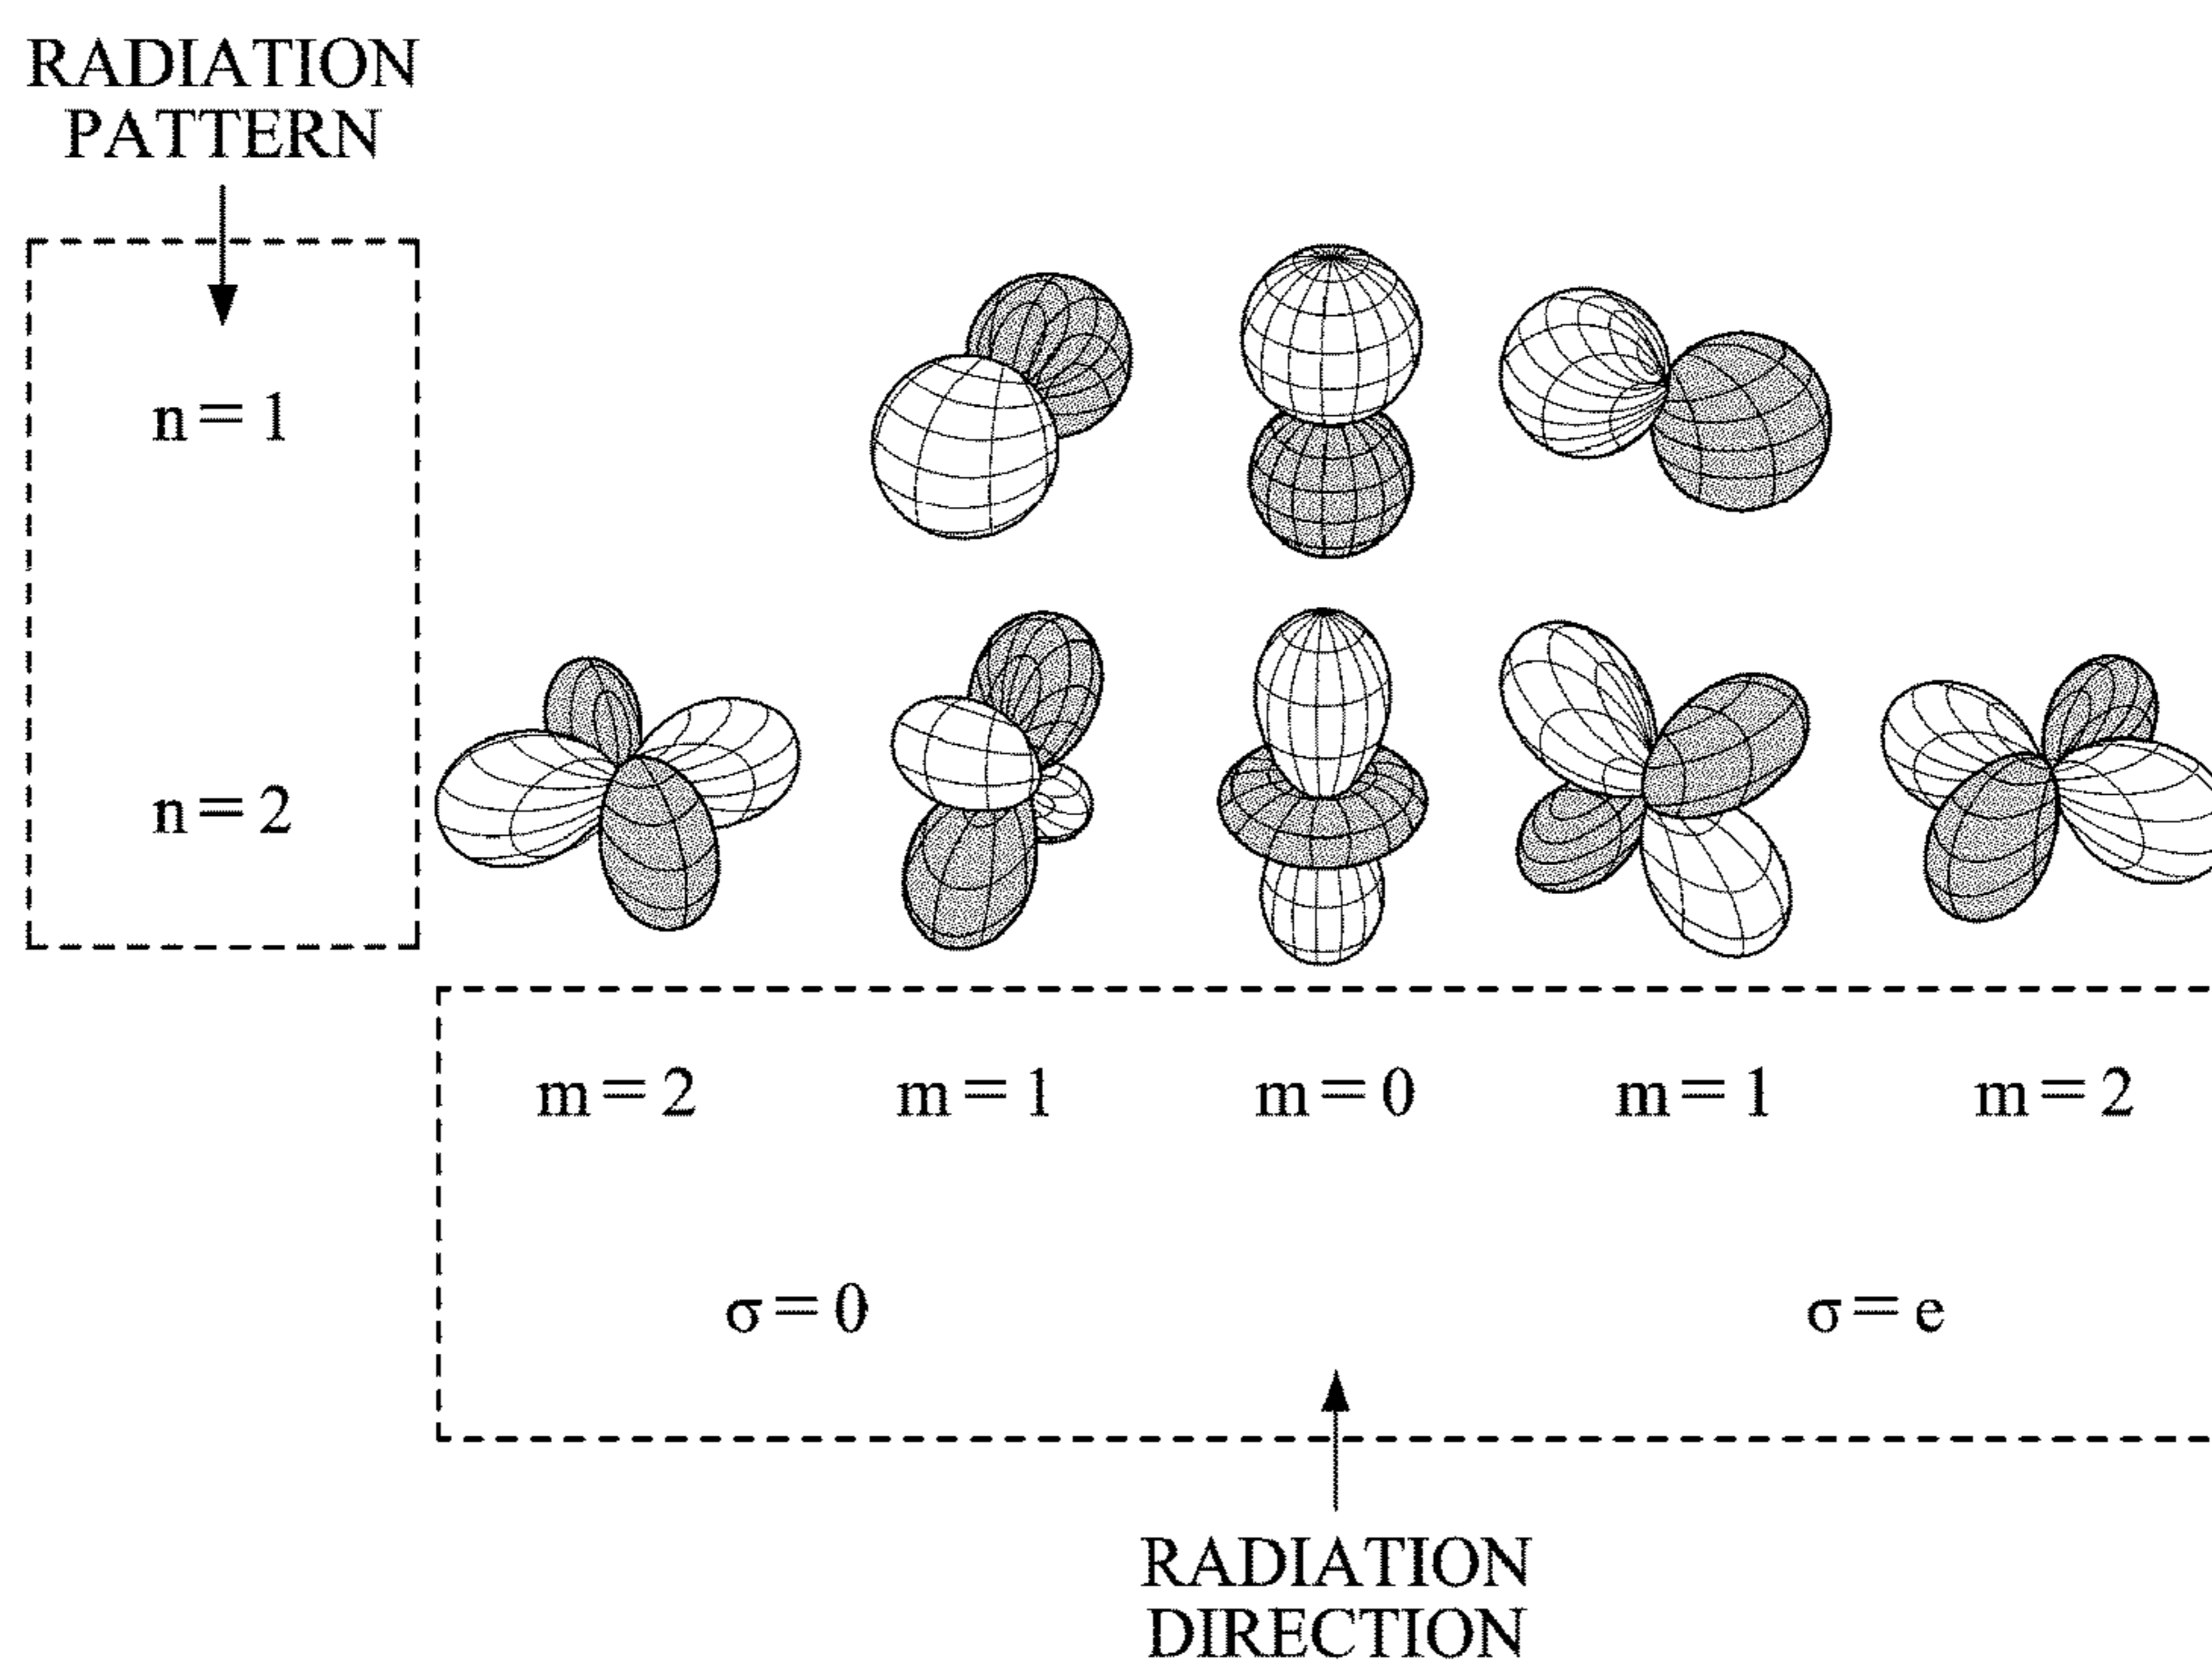 RADIATION
PATTERN
n = 1
n = 2
m = 2 m = 1 m = 0 m = 1 m = 2
σ = 0 σ = e
RADIATION
DIRECTION